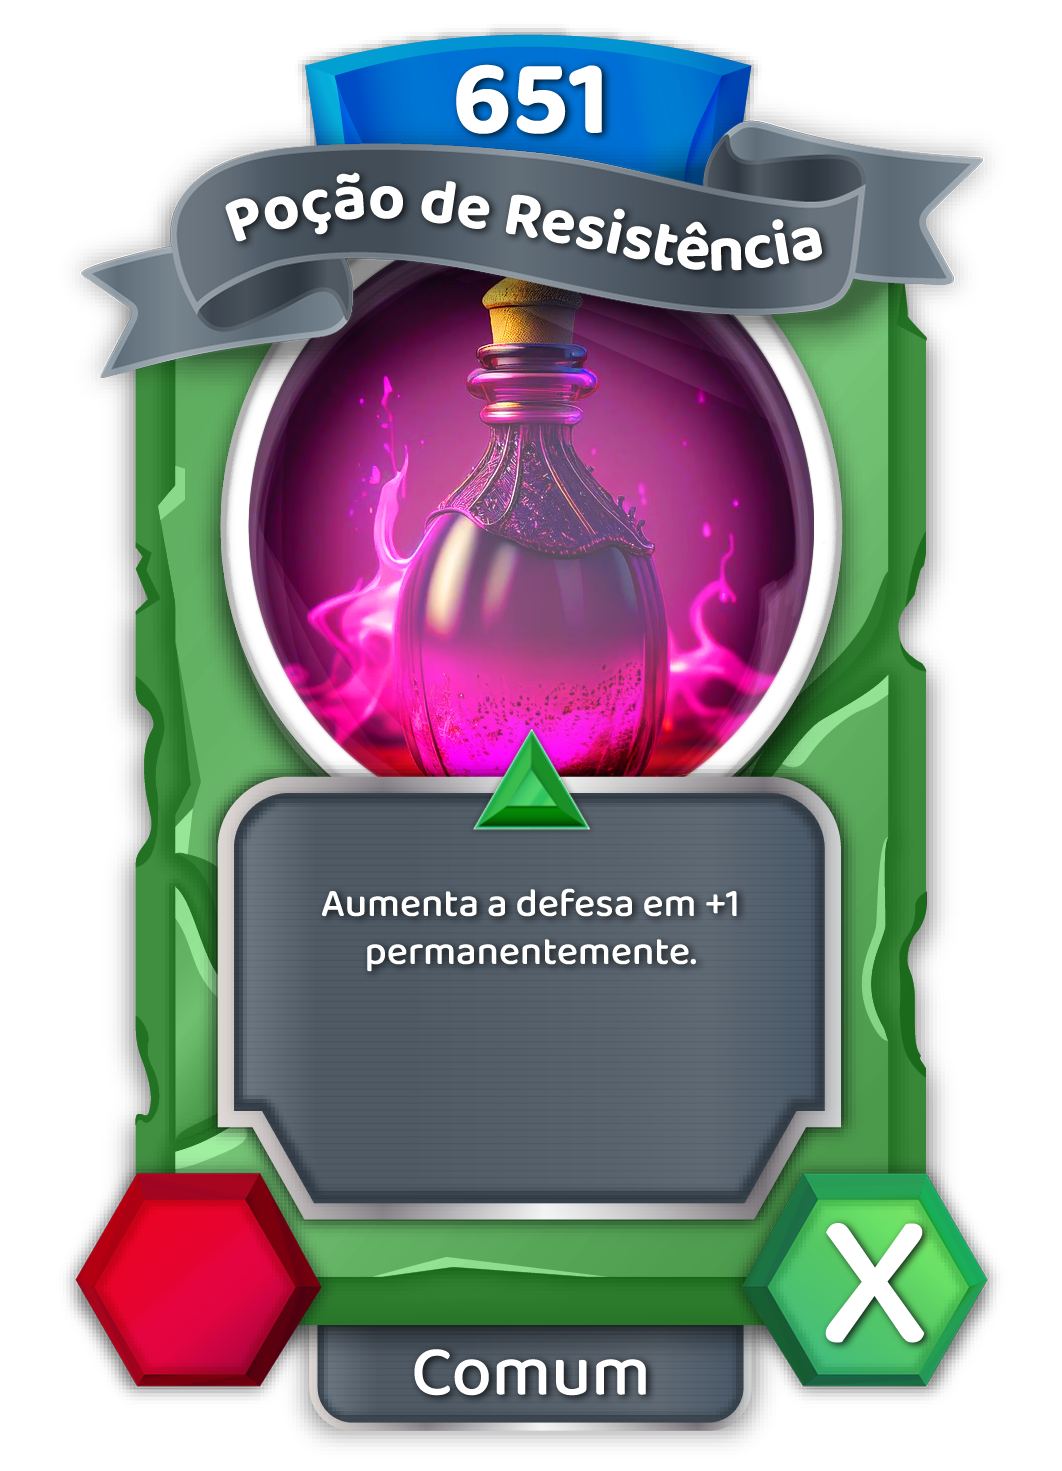 651
Poção de Resistência
Aumenta a defesa em +1
permanentemente.
X
Comum